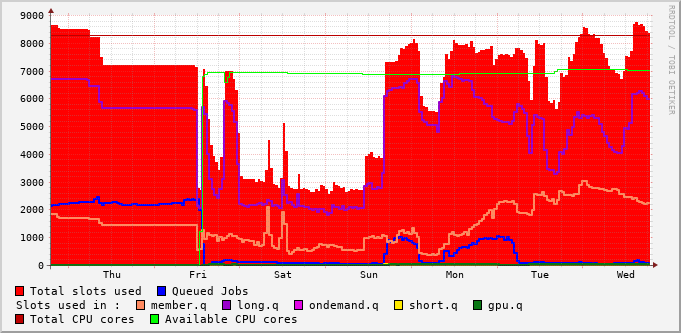 9000
8000
7000
6000
5000
4000
3000
2000
1000
0
Thu Fri Sat Sun Mon Tue Wed
RRDTOOL / TOBI OETIKER
Total slots used Queued Jobs
Slots used in : member.q long.q ondemand.q short.q gpu.q
Total CPU cores Available CPU cores